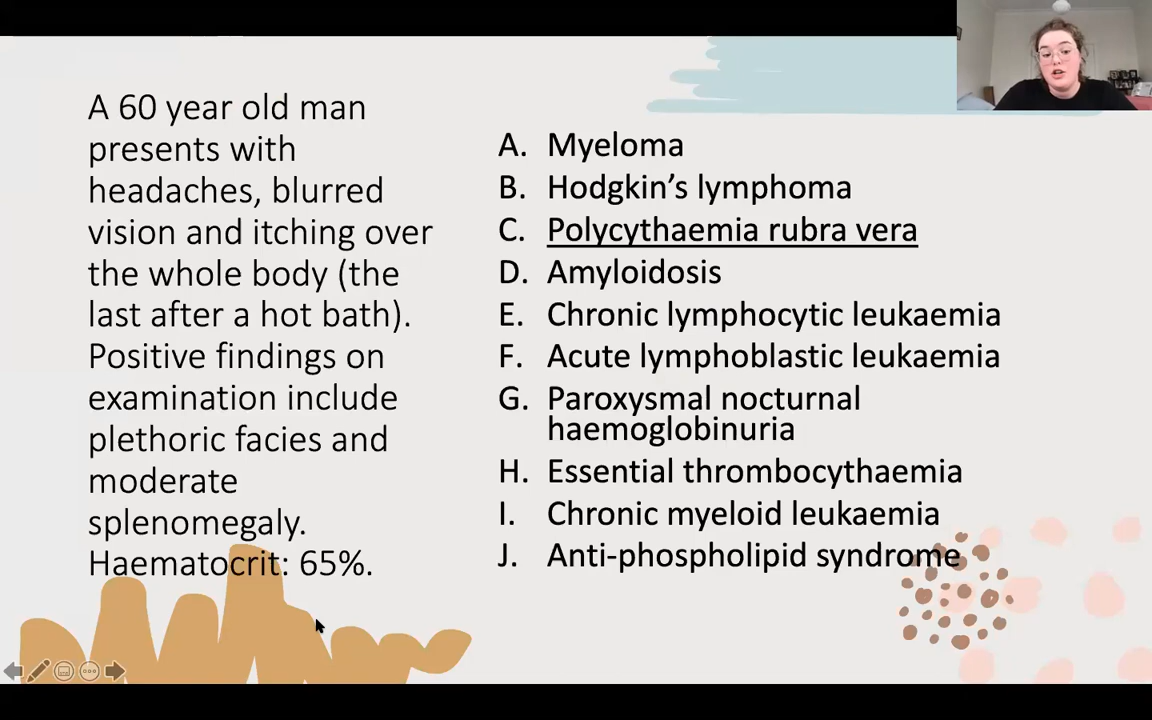 A 60 year old man
presents with
headaches, blurred
vision and itching over
the whole body (the
last after a hot bath).
Positive findings on
examination include
plethoric facies and
moderate
splenomegaly.
Haematocrit: 65%.
A. Myeloma
B. Hodgkin's lymphoma
C. Polycythaemia rubra vera
D. Amyloidosis
E. Chronic lymphocytic leukaemia
F. Acute lymphoblastic leukaemia
G. Paroxysmal nocturnal
haemoglobinuria
H. Essential thrombocythaemia
I. Chronic myeloid leukaemia
J. Anti-phospholipid syndrome